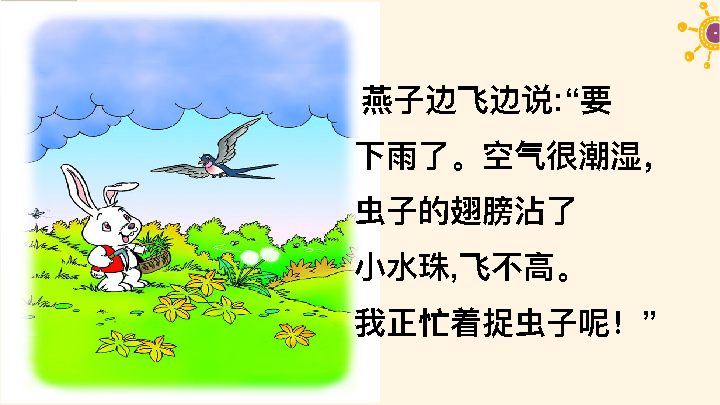 燕子边飞边说:“要
下雨了。空气很潮湿,
虫子的翅膀沾了
小水珠,飞不高。
我正忙着捉虫子呢！”